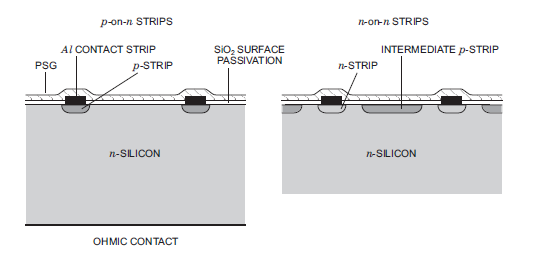 p-on-n STRIPS
Al CONTACT STRIP
PSG
p-STRIP
SiO₂ SURFACE
PASSIVATION
n-SILICON
OHMIC CONTACT
n-on-n STRIPS
INTERMEDIATE p-STRIP
n-STRIP
n-SILICON